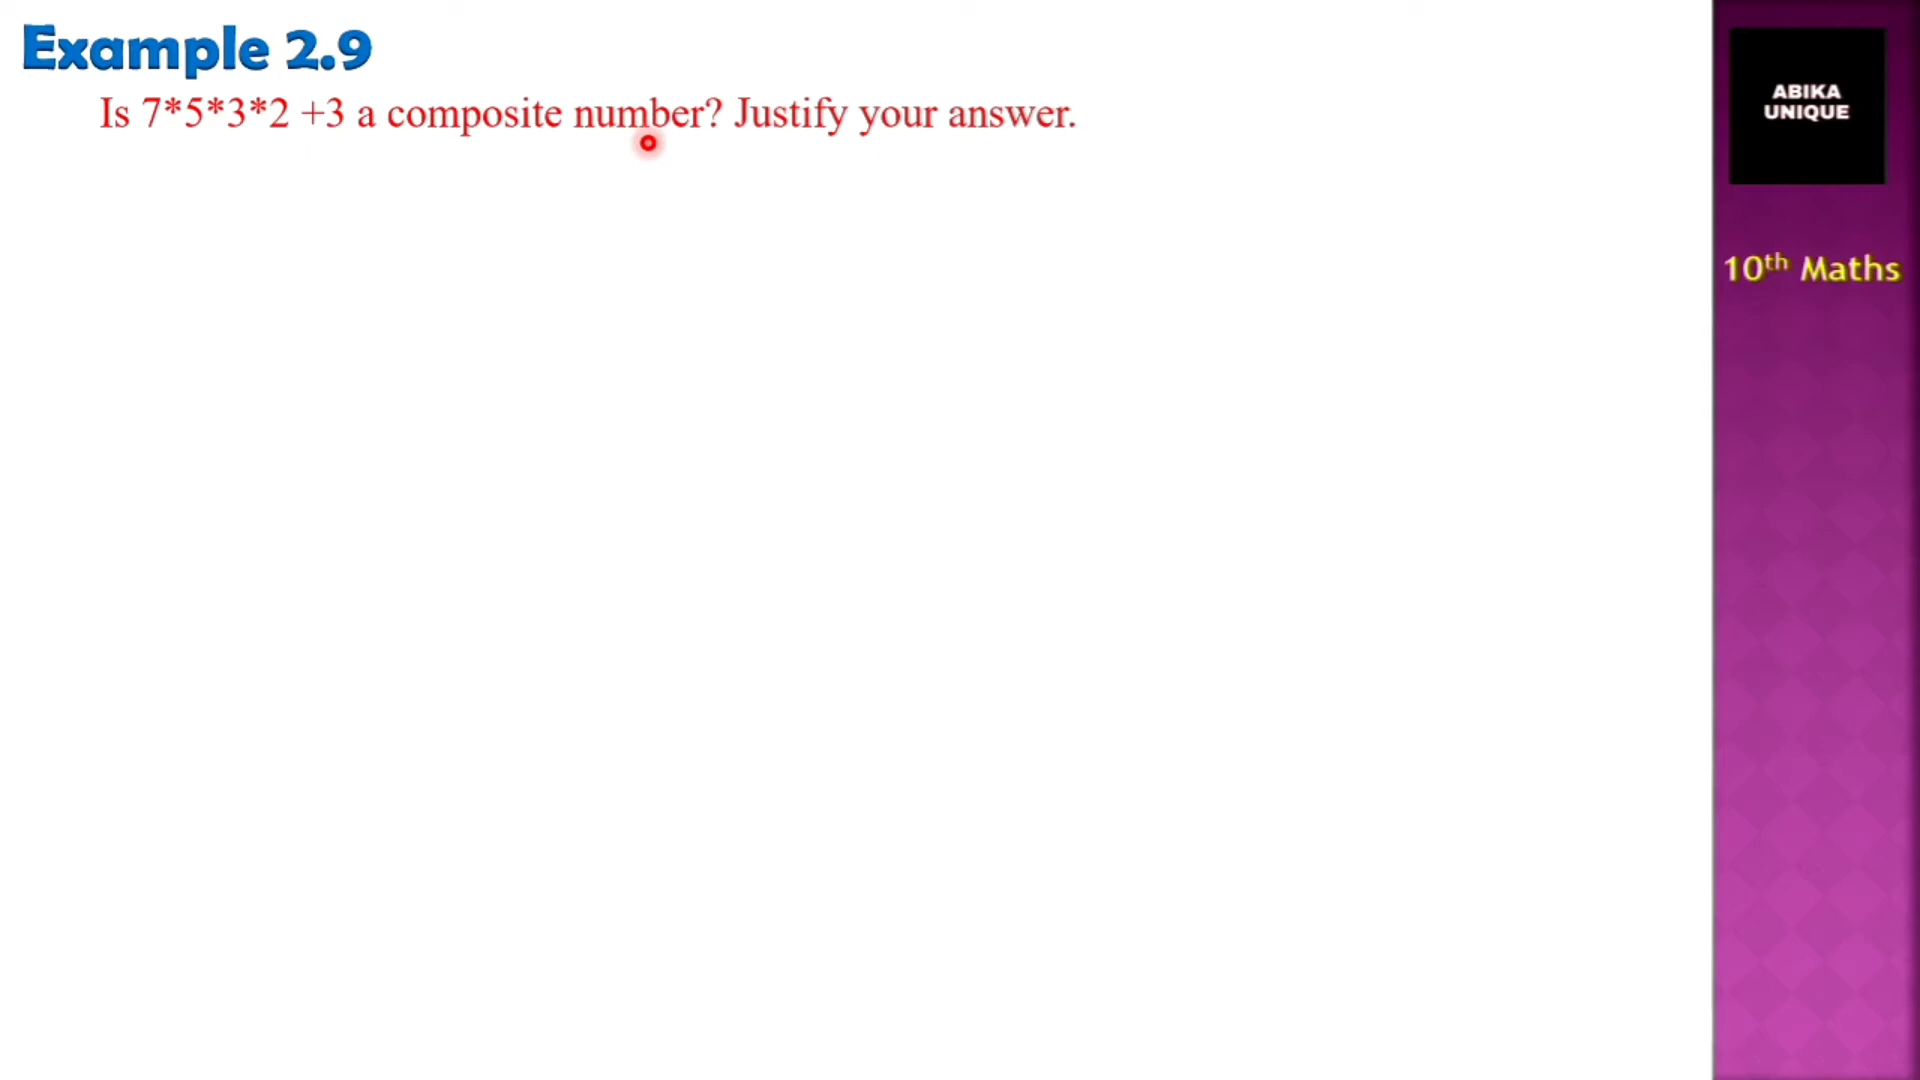 Example 2.9
Is 7*5*3*2 +3 a composite number? Justify your answer.
ABIKA
UNIQUE
10th Maths